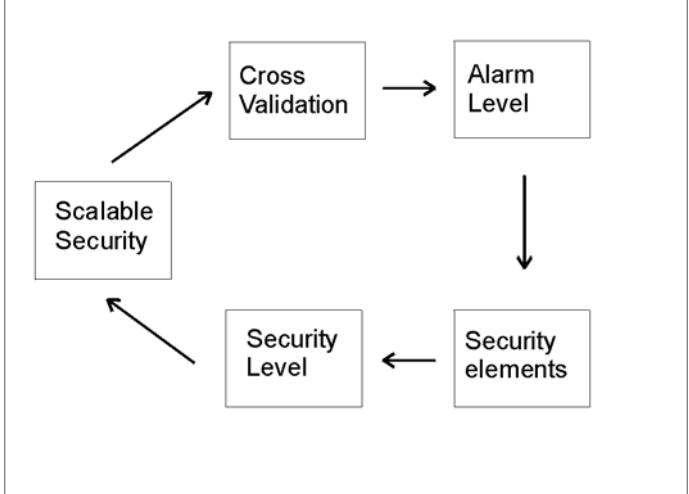 Cross
Validation
Alarm
Level
Scalable
Security
Security
Level
Security
elements